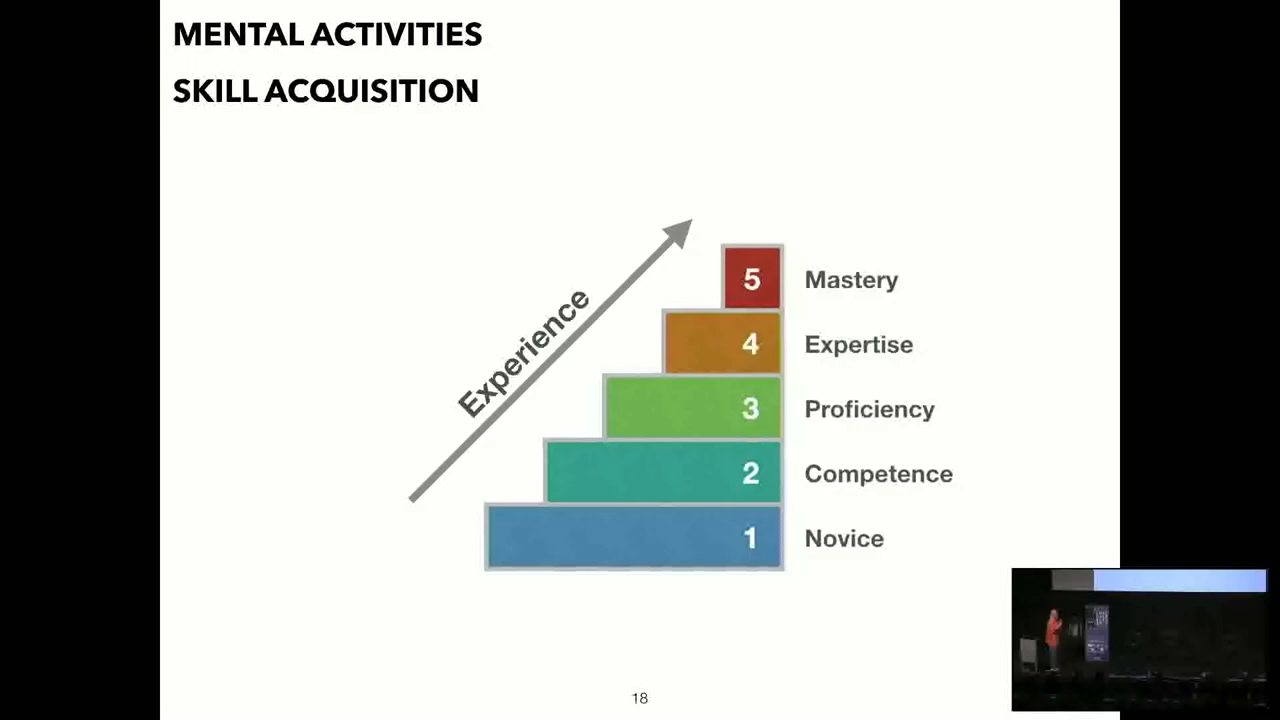 MENTAL ACTIVITIES
SKILL ACQUISITION
Experience
5 Mastery
4 Expertise
3 Proficiency
2 Competence
1 Novice
18